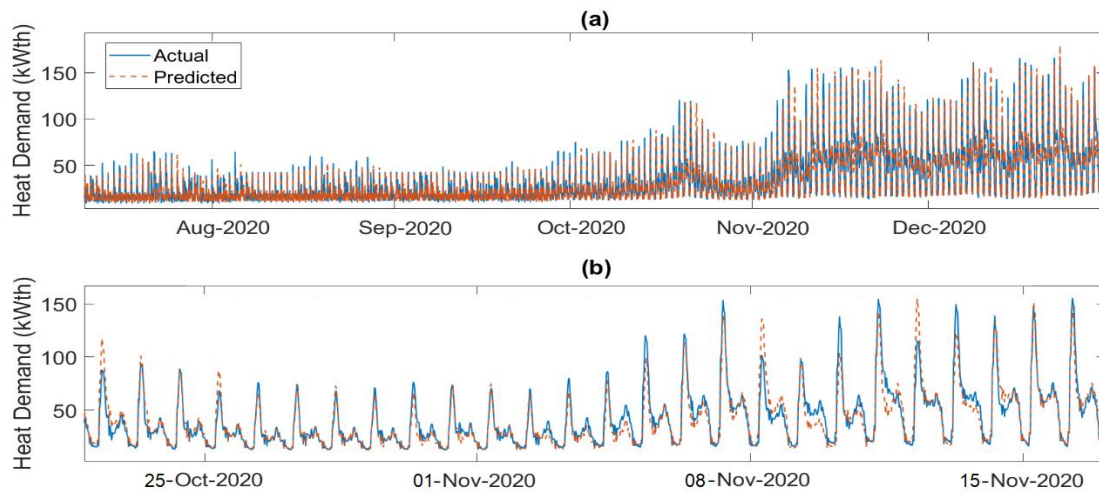 (a)
Heat Demand (kWth)
150
100
50
Actual
Predicted
Aug-2020
Sep-2020
Oct-2020
Nov-2020
Dec-2020
(b)
Heat Demand (kWth)
150
100
50
25-Oct-2020
01-Nov-2020
08-Nov-2020
15-Nov-2020